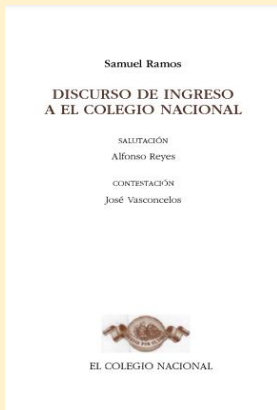 Samuel Ramos
DISCURSO DE INGRESO
A EL COLEGIO NACIONAL
SALUTACIÓN
Alfonso Reyes
CONTESTACIÓN
José Vasconcelos
EL COLEGIO NACIONAL